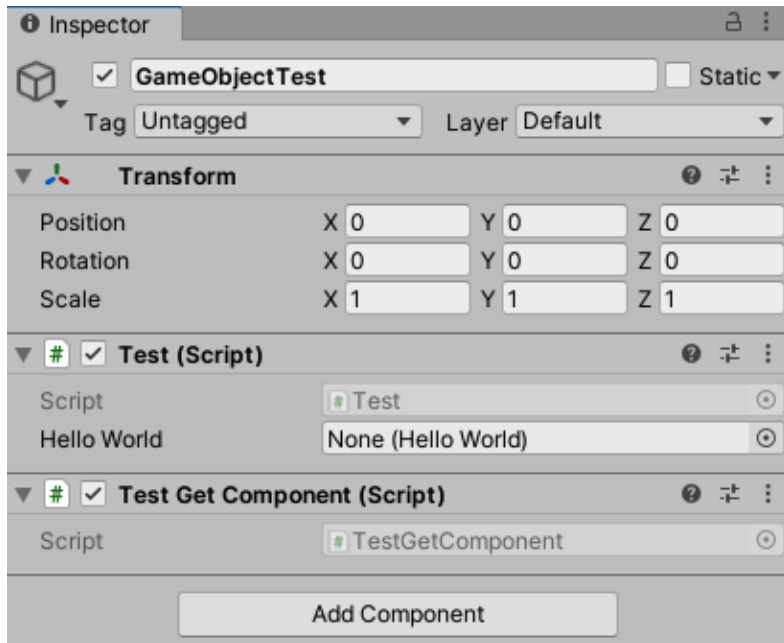 Inspector
GameObjectTest Static
Tag Untagged Layer Default
Transform
Position X 0 Y 0 Z 0
Rotation X 0 Y 0 Z 0
Scale X 1 Y 1 Z 1
# Test (Script)
Script # Test
Hello World None (Hello World)
# Test Get Component (Script)
Script # TestGetComponent
Add Component